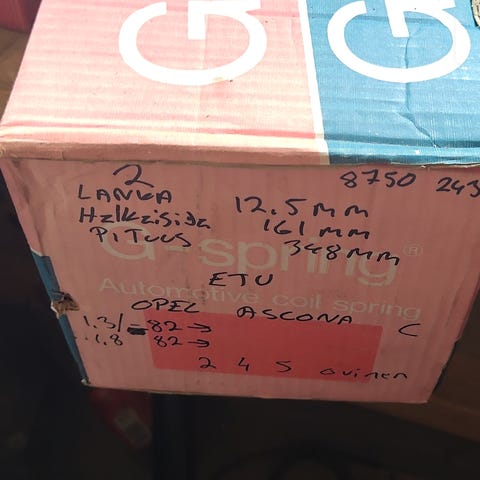 G G
2 8750 243
LANKA 12.5 MM
Halkaisija 161 MM
PITUUS 348 MM
G-spring®
ETU
Automotive coil spring
OPEL ASCONA C
1.3/- 82 →
1.8 82 →
2 4 5 ovinen